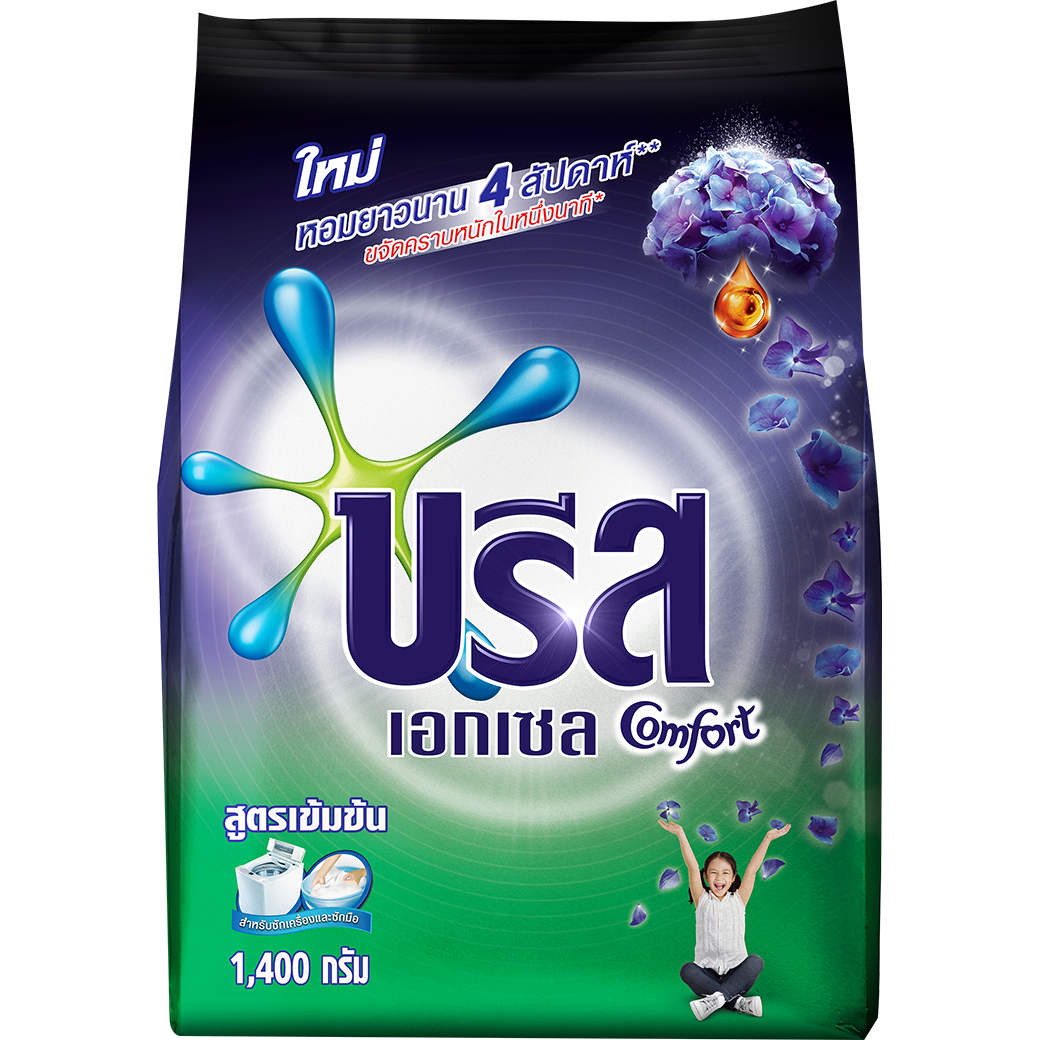 ใหม่
หอมยาวนาน 4 สัปดาห์**
ขจัดคราบหนักในหนึ่งนาที*
บรีส
เอกเซล Comfort
สูตรเข้มข้น
สำหรับซักเครื่องและซักมือ
1,400 กรัม